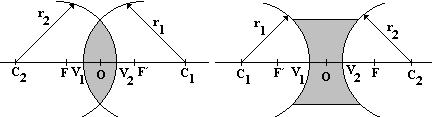 r2 r1
C2 F V1 O V2 F' C1
r1 r2
C1 F' V1 O V2 F C2